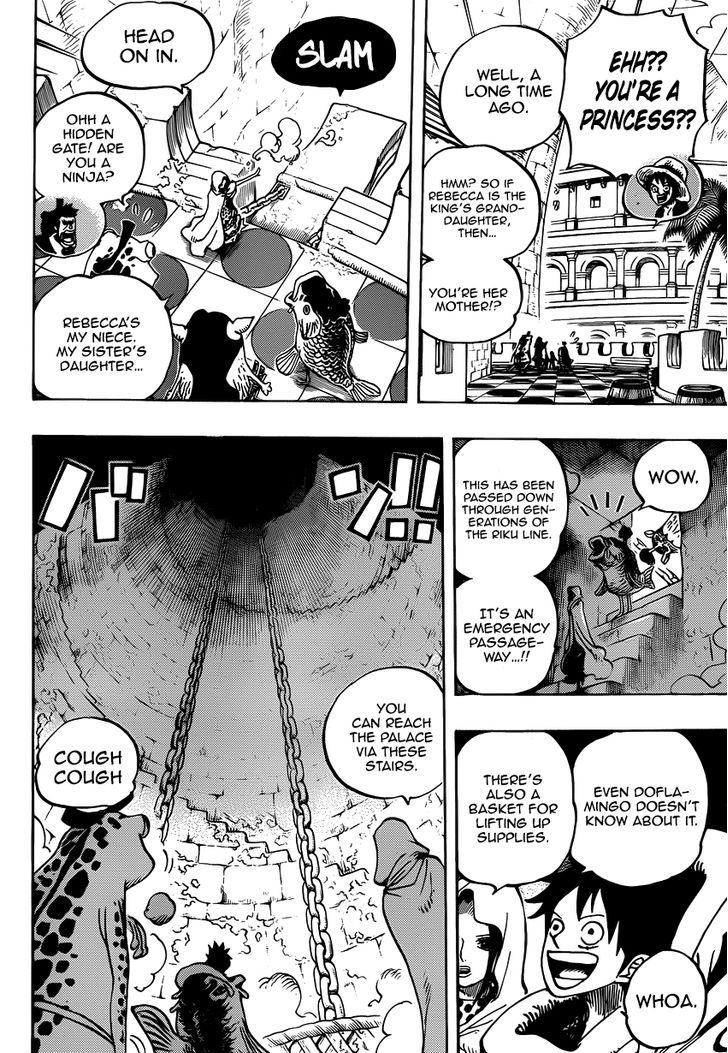 EHH??
YOU'RE A
PRINCESS??
WELL, A
LONG TIME
AGO.
HMM? SO IF
REBECCA IS THE
KING'S GRAND-
DAUGHTER,
THEN...
YOU'RE HER
MOTHER!?
SLAM
HEAD
ON IN.
OHH A
HIDDEN
GATE! ARE
YOU A
NINJA?
REBECCA'S
MY NIECE.
MY SISTER'S
DAUGHTER...
WOW.
THIS HAS BEEN
PASSED DOWN
THROUGH GEN-
ERATIONS OF
THE RIKU LINE.
IT'S AN
EMERGENCY
PASSAGE-
WAY...!!
EVEN DOFLA-
MINGO DOESN'T
KNOW ABOUT IT.
THERE'S
ALSO A
BASKET FOR
LIFTING UP
SUPPLIES.
WHOA.
YOU
CAN REACH
THE PALACE
VIA THESE
STAIRS.
COUGH
COUGH